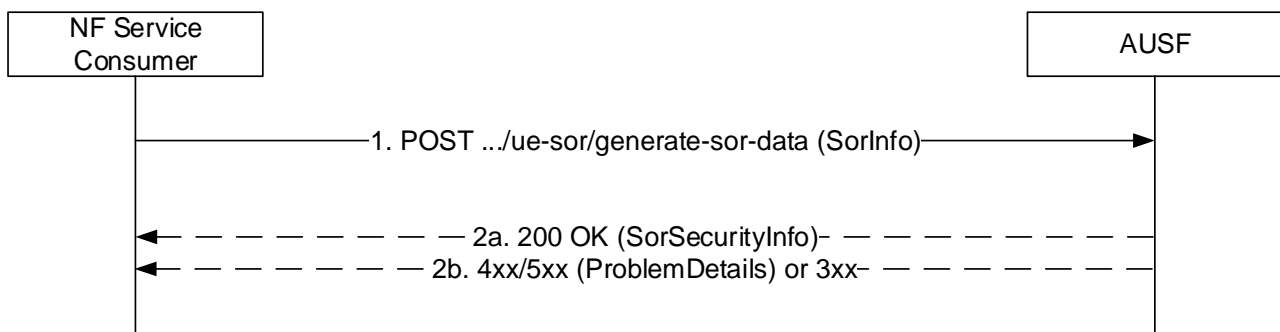 NF Service
Consumer
AUSF
1. POST .../ue-sor/generate-sor-data (SorInfo)
2a. 200 OK (SorSecurityInfo)
2b. 4xx/5xx (ProblemDetails) or 3xx